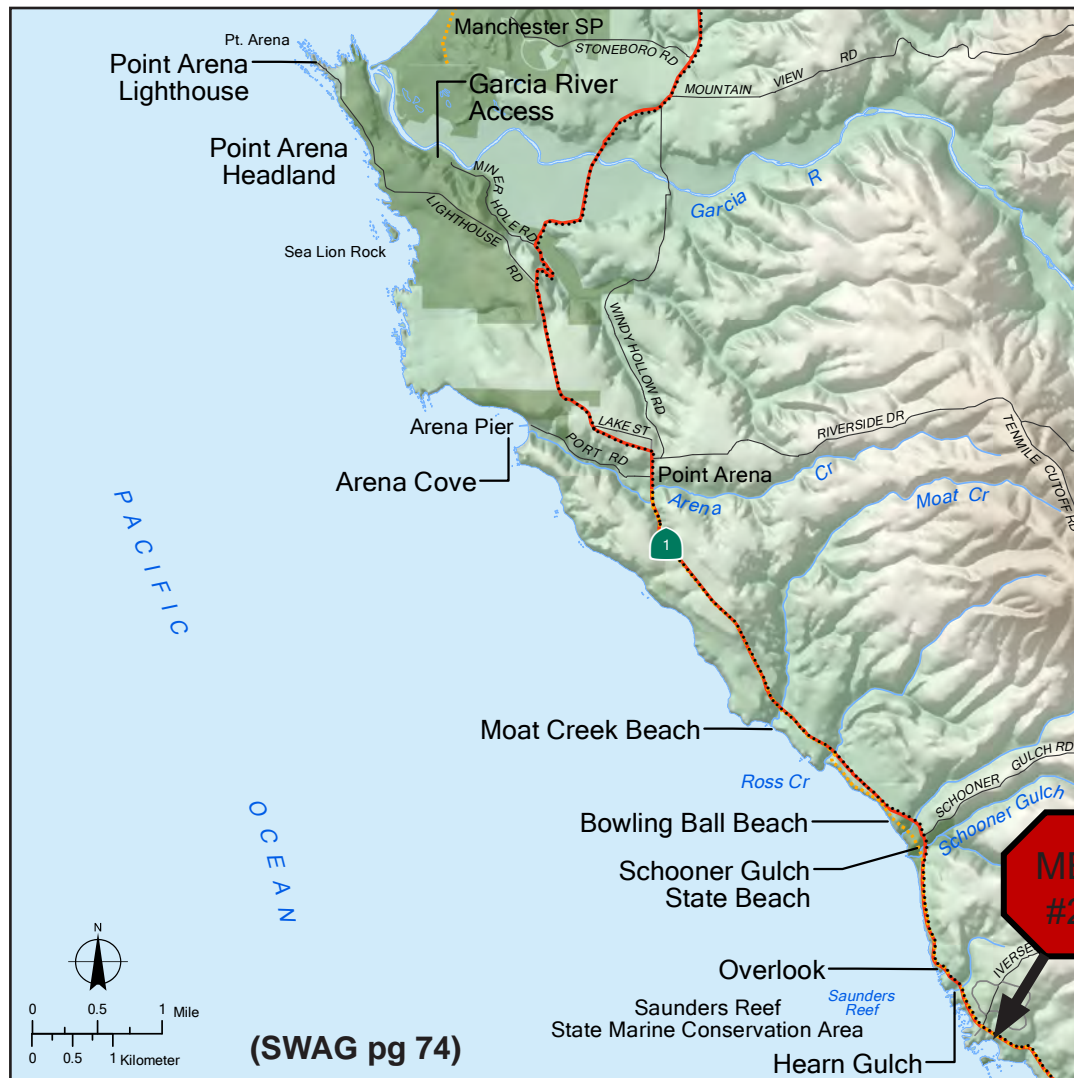 Manchester SP
Pt. Arena
STONEBORO RD
Point Arena
Lighthouse
Garcia River
Access
MOUNTAIN VIEW RD
Point Arena
Headland
MINER HOLE RD
Garcia R
LIGHTHOUSE RD
Sea Lion Rock
WINDY HOLLOW RD
Arena Pier
LAKE ST
RIVERSIDE DR
PORT RD
TENMILE CUTOFF RD
Arena Cove
Point Arena
Arena Cr
Moat Cr
PACIFIC
1
Moat Creek Beach
Ross Cr
SCHOONER GULCH RD
Schooner Gulch
OCEAN
Bowling Ball Beach
Schooner Gulch
State Beach
#2
N
Overlook
Saunders Reef
State Marine Conservation Area
Saunders
Reef
0 0.5 1 Mile
0 0.5 1 Kilometer
(SWAG pg 74)
Hearn Gulch